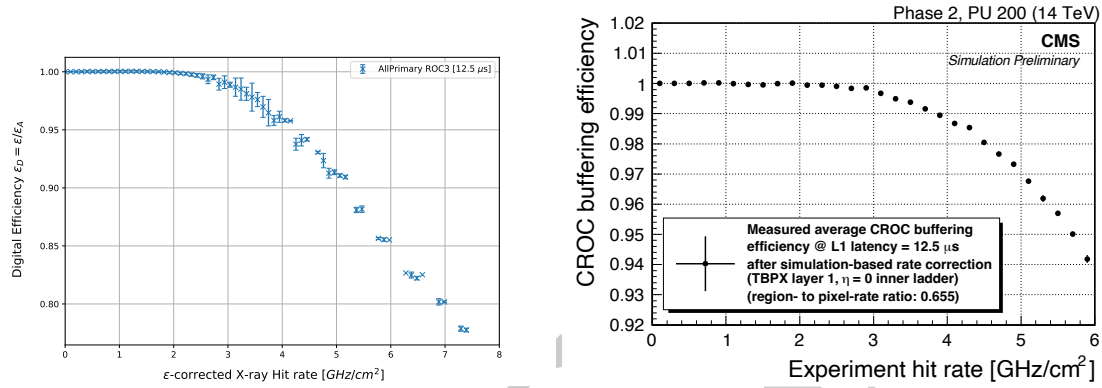 1.00
0.95
0.90
0.85
0.80
0 1 2 3 4 5 6 7 8
Digital Efficiency ε_D = ε/ε_A
ε-corrected X-ray Hit rate [GHz/cm²]
AllPrimary ROC3 [12.5 μs]
Phase 2, PU 200 (14 TeV)
CMS
Simulation Preliminary
1.02
1.01
1
0.99
0.98
0.97
0.96
0.95
0.94
0.93
0.92
0 1 2 3 4 5 6
CROC buffering efficiency
Experiment hit rate [GHz/cm²]
Measured average CROC buffering
efficiency @ L1 latency = 12.5 μs
after simulation-based rate correction
(TBPX layer 1, η = 0 inner ladder)
(region- to pixel-rate ratio: 0.655)